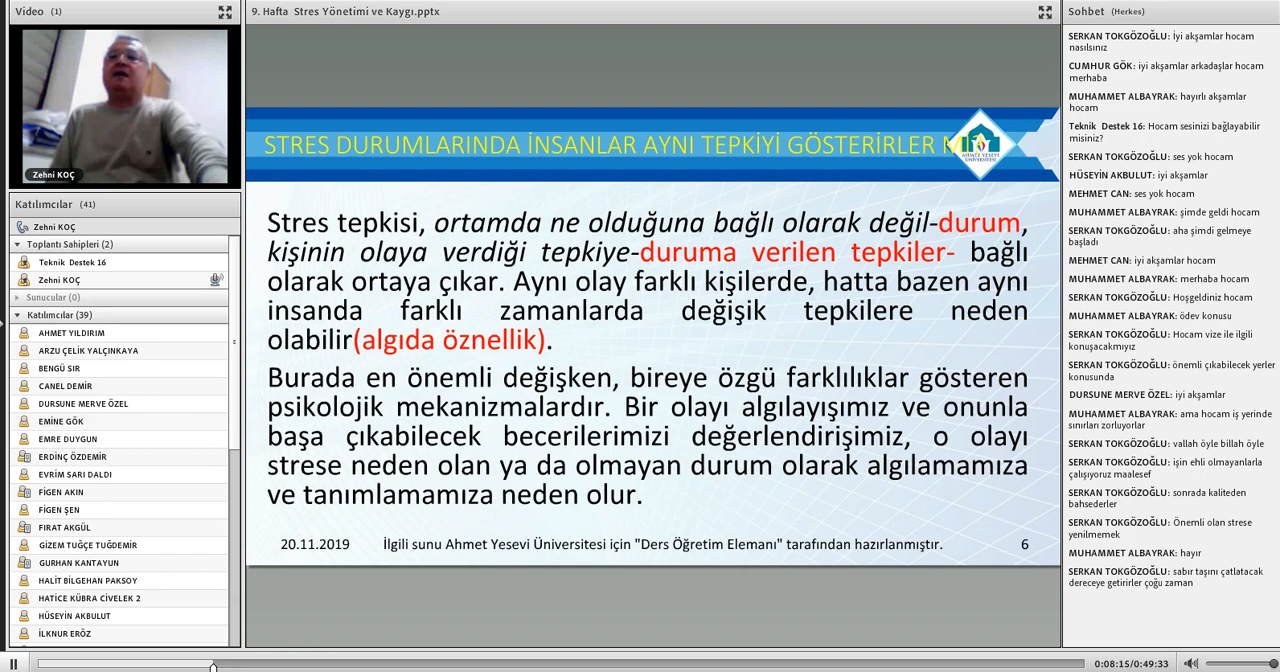 Video (1)
Zehni KOÇ
Katılımcılar (41)
Zehni KOÇ
Toplantı Sahipleri (2)
Teknik Destek 16
Zehni KOÇ
Sunucular (0)
Katılımcılar (39)
AHMET YILDIRIM
ARZU ÇELİK YALÇINKAYA
BENGÜ SIR
CANEL DEMİR
DURSUNE MERVE ÖZEL
EMİNE GÖK
EMRE DUYGUN
ERDİNÇ ÖZDEMİR
EVRİM SARI DALDI
FİGEN AKIN
FİGEN ŞEN
FIRAT AKGÜL
GİZEM TUĞÇE TUĞDEMİR
GURHAN KANTAYUN
HALİT BİLGEHAN PAKSOY
HATİCE KÜBRA CİVELEK 2
HÜSEYİN AKBULUT
İLKNUR ERÖZ
9. Hafta Stres Yönetimi ve Kaygı.pptx
STRES DURUMLARINDA İNSANLAR AYNI TEPKİYİ GÖSTERİRLER
AHMET YESEVİ
ÜNİVERSİTESİ
Stres tepkisi, ortamda ne olduğuna bağlı olarak değil-durum,
kişinin olaya verdiği tepkiye-duruma verilen tepkiler- bağlı
olarak ortaya çıkar. Aynı olay farklı kişilerde, hatta bazen aynı
insanda farklı zamanlarda değişik tepkilere neden
olabilir(algıda öznellik).
Burada en önemli değişken, bireye özgü farklılıklar gösteren
psikolojik mekanizmalardır. Bir olayı algılayışımız ve onunla
başa çıkabilecek becerilerimizi değerlendirişimiz, o olayı
strese neden olan ya da olmayan durum olarak algılamamıza
ve tanımlamamıza neden olur.
20.11.2019 İlgili sunu Ahmet Yesevi Üniversitesi için "Ders Öğretim Elemanı" tarafından hazırlanmıştır. 6
Sohbet (Herkes)
SERKAN TOKGÖZOĞLU: İyi akşamlar hocam
nasılsınız
CUMHUR GÖK: iyi akşamlar arkadaşlar hocam
merhaba
MUHAMMET ALBAYRAK: hayırlı akşamlar
hocam
Teknik Destek 16: Hocam sesinizi bağlayabilir
misiniz?
SERKAN TOKGÖZOĞLU: ses yok hocam
HÜSEYİN AKBULUT: iyi akşamlar
MEHMET CAN: ses yok hocam
MUHAMMET ALBAYRAK: şimde geldi hocam
SERKAN TOKGÖZOĞLU: aha şimdi gelmeye
başladı
MEHMET CAN: iyi akşamlar hocam
MUHAMMET ALBAYRAK: merhaba hocam
SERKAN TOKGÖZOĞLU: Hoşgeldiniz hocam
MUHAMMET ALBAYRAK: ödev konusu
SERKAN TOKGÖZOĞLU: Hocam vize ile ilgili
konuşacakmıyız
SERKAN TOKGÖZOĞLU: önemli çıkabilecek yerler
konusunda
DURSUNE MERVE ÖZEL: iyi akşamlar
MUHAMMET ALBAYRAK: ama hocam iş yerinde
sınırları zorluyorlar
SERKAN TOKGÖZOĞLU: vallah öyle billah öyle
SERKAN TOKGÖZOĞLU: işin ehli olmayanlarla
çalışıyoruz maalesef
SERKAN TOKGÖZOĞLU: sonrada kaliteden
bahsederler
SERKAN TOKGÖZOĞLU: Önemli olan strese
yenilmemek
MUHAMMET ALBAYRAK: hayır
SERKAN TOKGÖZOĞLU: sabır taşını çatlatacak
dereceye getirirler çoğu zaman
0:08:15/0:49:33